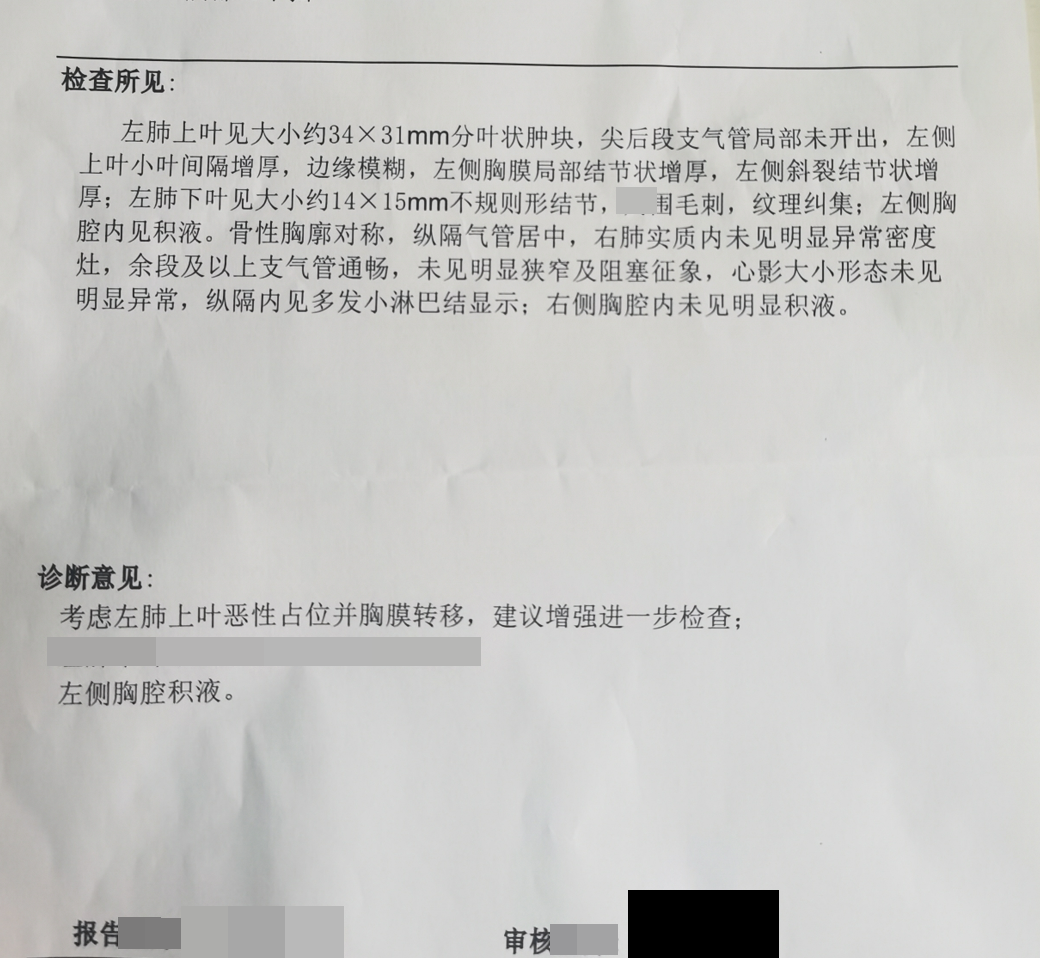 检查所见:
左肺上叶见大小约34×31mm分叶状肿块，尖后段支气管局部未开出，左侧
上叶小叶间隔增厚，边缘模糊，左侧胸膜局部结节状增厚，左侧斜裂结节状增
厚；左肺下叶见大小约14×15mm不规则形结节，围毛刺，纹理纠集；左侧胸
腔内见积液。骨性胸廓对称，纵隔气管居中，右肺实质内未见明显异常密度
灶，余段及以上支气管通畅，未见明显狭窄及阻塞征象，心影大小形态未见
明显异常，纵隔内见多发小淋巴结显示；右侧胸腔内未见明显积液。
诊断意见:
考虑左肺上叶恶性占位并胸膜转移，建议增强进一步检查；
左侧胸腔积液。
报告
审核